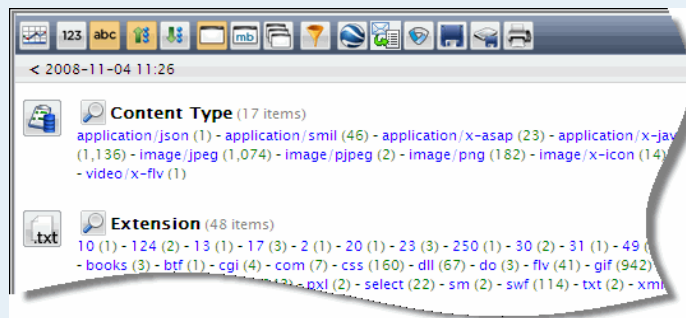 123 abc mb
< 2008-11-04 11:26
Content Type (17 items)
application/json (1) - application/smil (46) - application/x-asap (23) - application/x-jav
(1,136) - image/jpeg (1,074) - image/pjpeg (2) - image/png (182) - image/x-icon (14)
- video/x-flv (1)
.txt
Extension (48 items)
10 (1) - 124 (2) - 13 (1) - 17 (3) - 2 (1) - 20 (1) - 23 (3) - 250 (1) - 30 (2) - 31 (1) - 49
- books (3) - btf (1) - cgi (4) - com (7) - css (160) - dll (67) - do (3) - flv (41) - gif (942)
pxl (2) - select (22) - sm (2) - swf (114) - txt (2) - xml